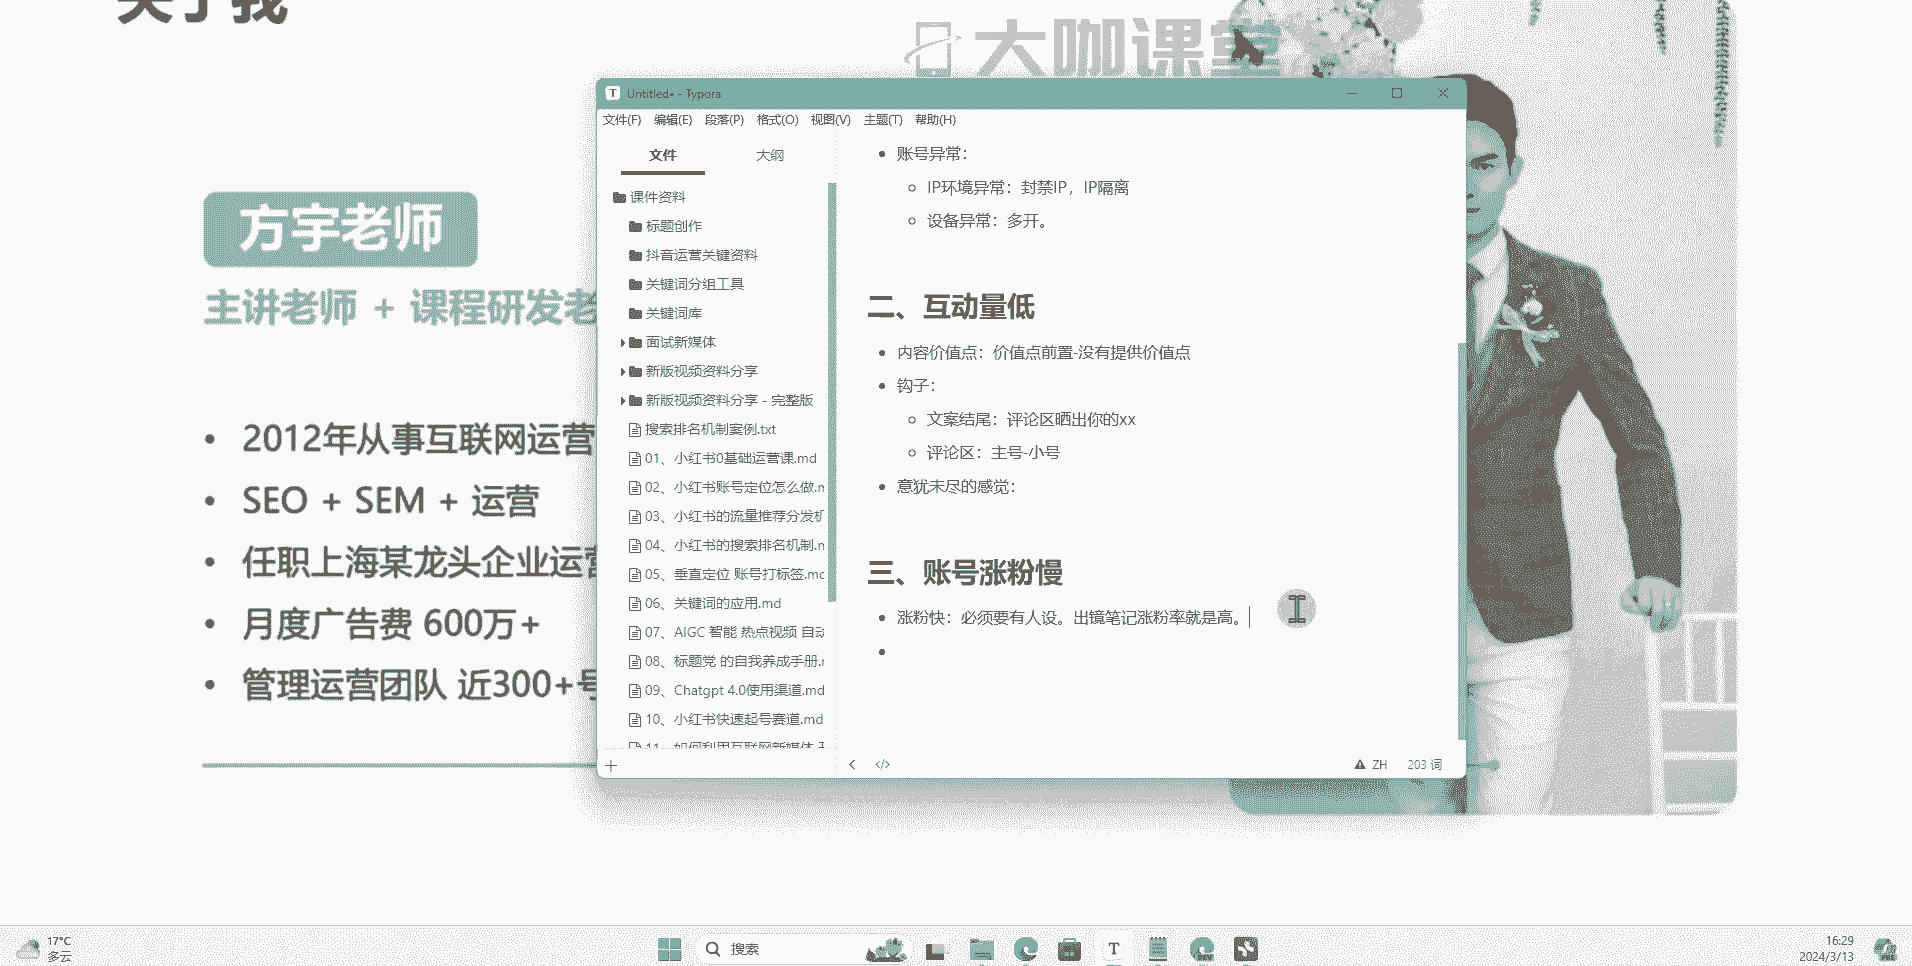 关于我
大咖课堂
方宇老师
主讲老师 + 课程研发老
2012年从事互联网运营
SEO + SEM + 运营
任职上海某龙头企业运营
月度广告费 600万+
管理运营团队 近300+号
Untitled• - Typora
文件(F) 编辑(E) 段落(P) 格式(O) 视图(V) 主题(T) 帮助(H)
文件 大纲
课件资料
标题创作
抖音运营关键资料
关键词分组工具
关键词库
面试新媒体
新版视频资料分享
新版视频资料分享 - 完整版
搜索排名机制案例.txt
01、小红书0基础运营课.md
02、小红书账号定位怎么做.m
03、小红书的流量推荐分发机
04、小红书的搜索排名机制.m
05、垂直定位 账号打标签.md
06、关键词的应用.md
07、AIGC 智能 热点视频 自动
08、标题党 的自我养成手册.m
09、Chatgpt 4.0使用渠道.md
10、小红书快速起号赛道.md
11、如何利用互联网新媒体
账号异常：
IP环境异常：封禁IP，IP隔离
设备异常：多开。
二、互动量低
内容价值点：价值点前置-没有提供价值点
钩子：
文案结尾：评论区晒出你的xx
评论区：主号-小号
意犹未尽的感觉：
三、账号涨粉慢
涨粉快：必须要有人设。出镜笔记涨粉率就是高。
ZH 203 词
17°C
多云
搜索
16:29
2024/3/13